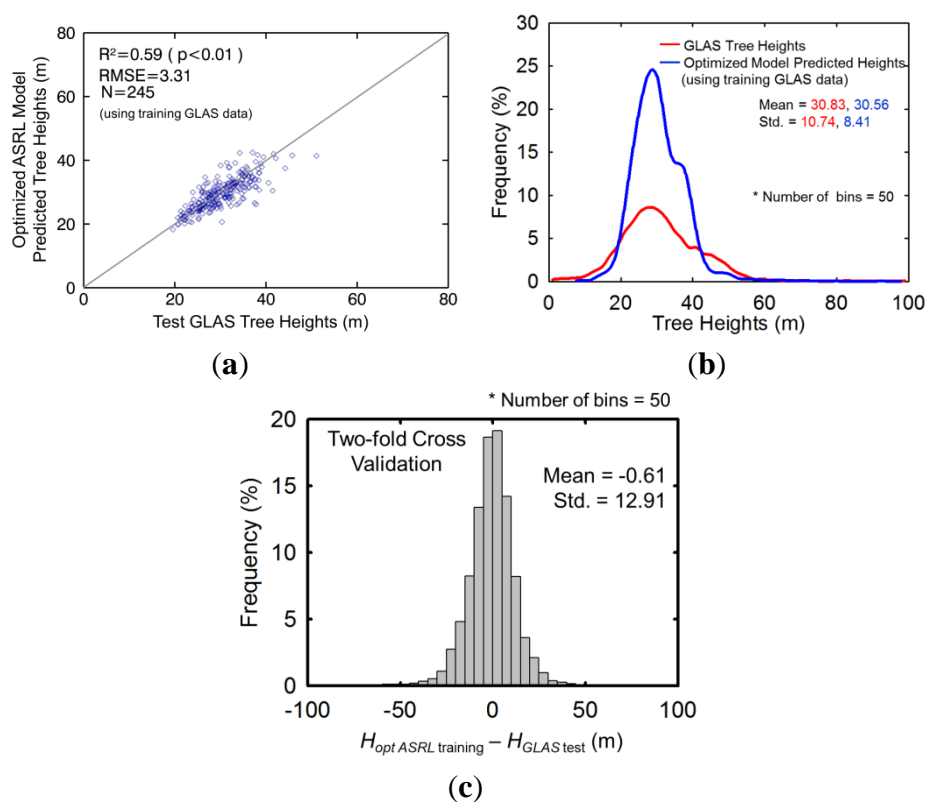 R²=0.59 ( p<0.01 )
RMSE=3.31
N=245
(using training GLAS data)
Optimized ASRL Model
Predicted Tree Heights (m)
80
60
40
20
0
0 20 40 60 80
Test GLAS Tree Heights (m)
(a)
30
25
20
15
10
5
0
Frequency (%)
GLAS Tree Heights
Optimized Model Predicted Heights
(using training GLAS data)
Mean = 30.83, 30.56
Std. = 10.74, 8.41
* Number of bins = 50
0 20 40 60 80 100
Tree Heights (m)
(b)
* Number of bins = 50
Two-fold Cross
Validation
Mean = -0.61
Std. = 12.91
Frequency (%)
20
15
10
5
0
-100 -50 0 50 100
H opt ASRL training – H GLAS test (m)
(c)